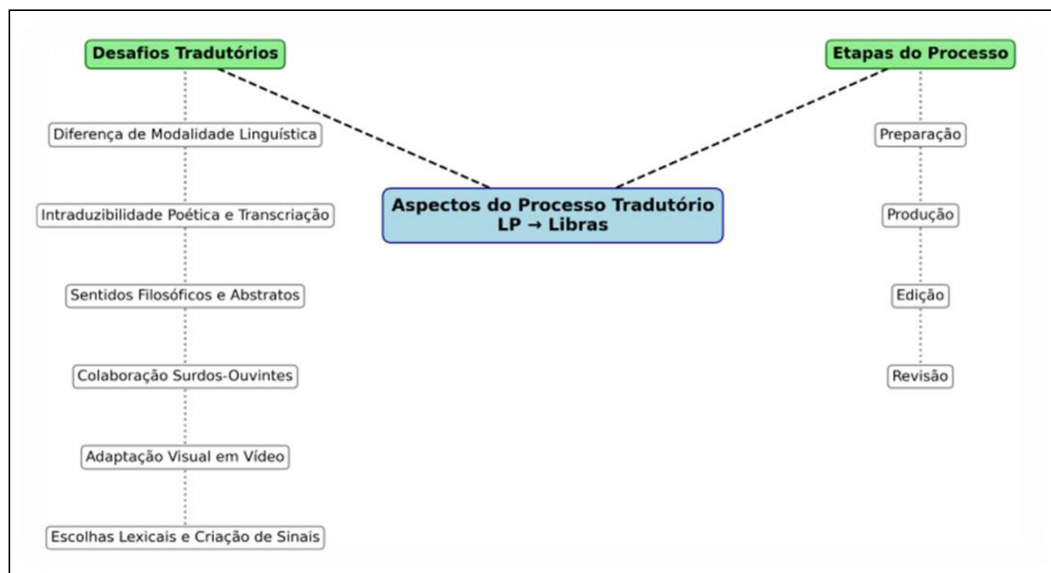 Desafios Tradutórios
Diferença de Modalidade Linguística
Intraduzibilidade Poética e Transcriação
Sentidos Filosóficos e Abstratos
Colaboração Surdos-Ouvintes
Adaptação Visual em Vídeo
Escolhas Lexicais e Criação de Sinais
Aspectos do Processo Tradutório
LP → Libras
Etapas do Processo
Preparação
Produção
Edição
Revisão